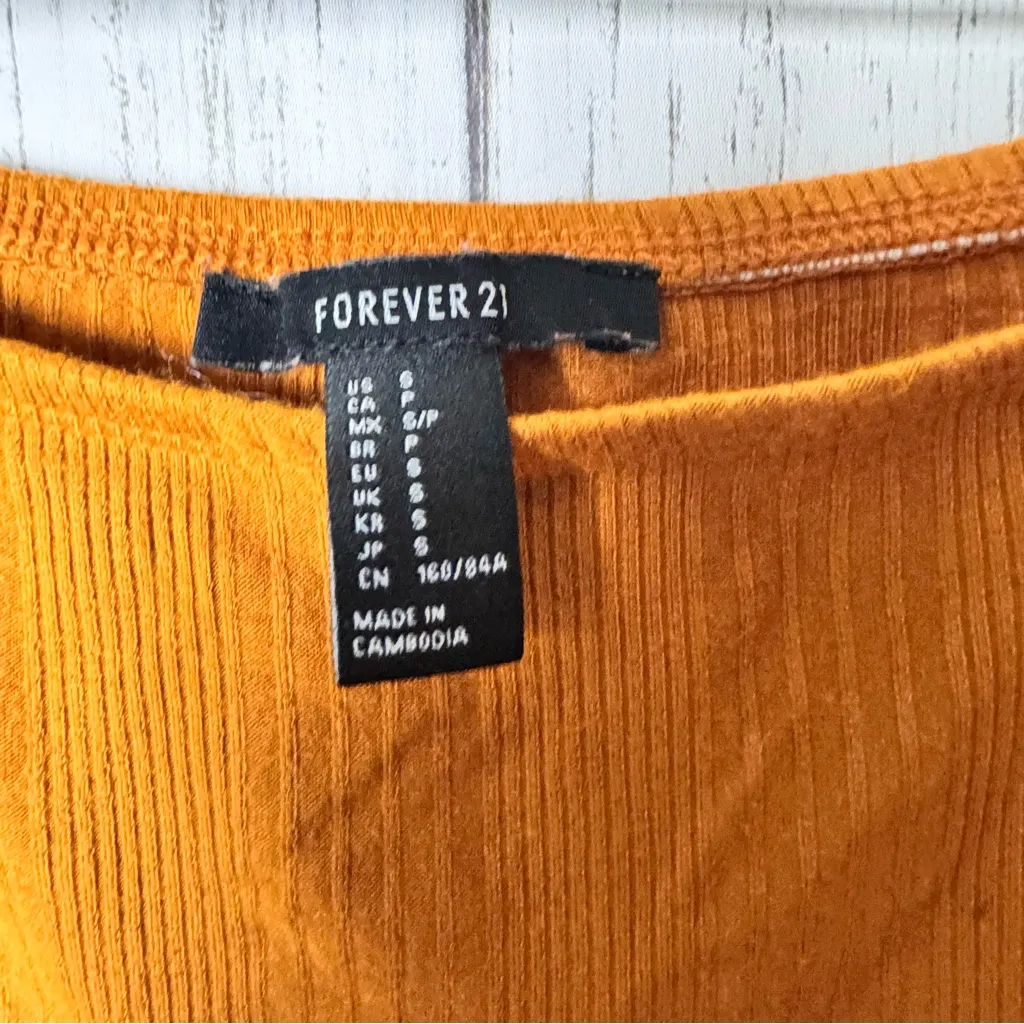 FOREVER 21
US S
CA P
MX S/P
BR P
EU S
UK S
KR S
JP S
CN 160/84A
MADE IN
CAMBODIA